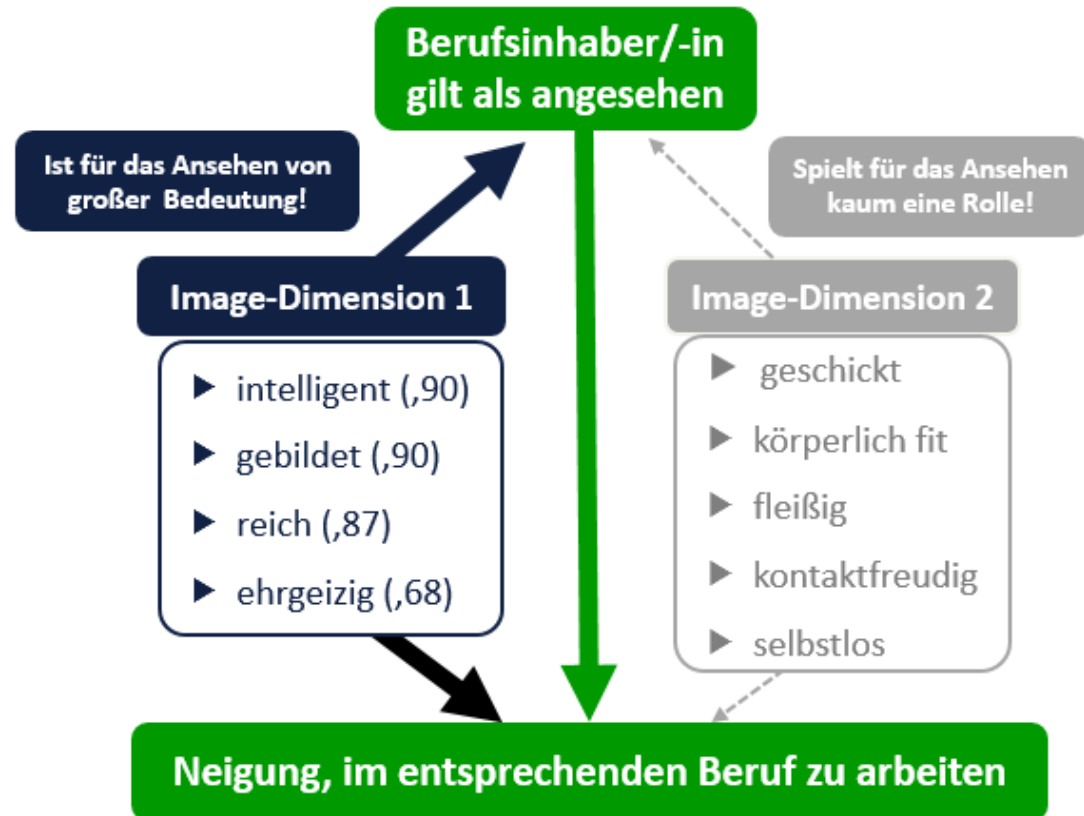 Berufsinhaber/-in
gilt als angesehen
Ist für das Ansehen von
großer Bedeutung!
Spielt für das Ansehen
kaum eine Rolle!
Image-Dimension 1
▶ intelligent (,90)
▶ gebildet (,90)
▶ reich (,87)
▶ ehrgeizig (,68)
Image-Dimension 2
▶ geschickt
▶ körperlich fit
▶ fleißig
▶ kontaktfreudig
▶ selbstlos
Neigung, im entsprechenden Beruf zu arbeiten